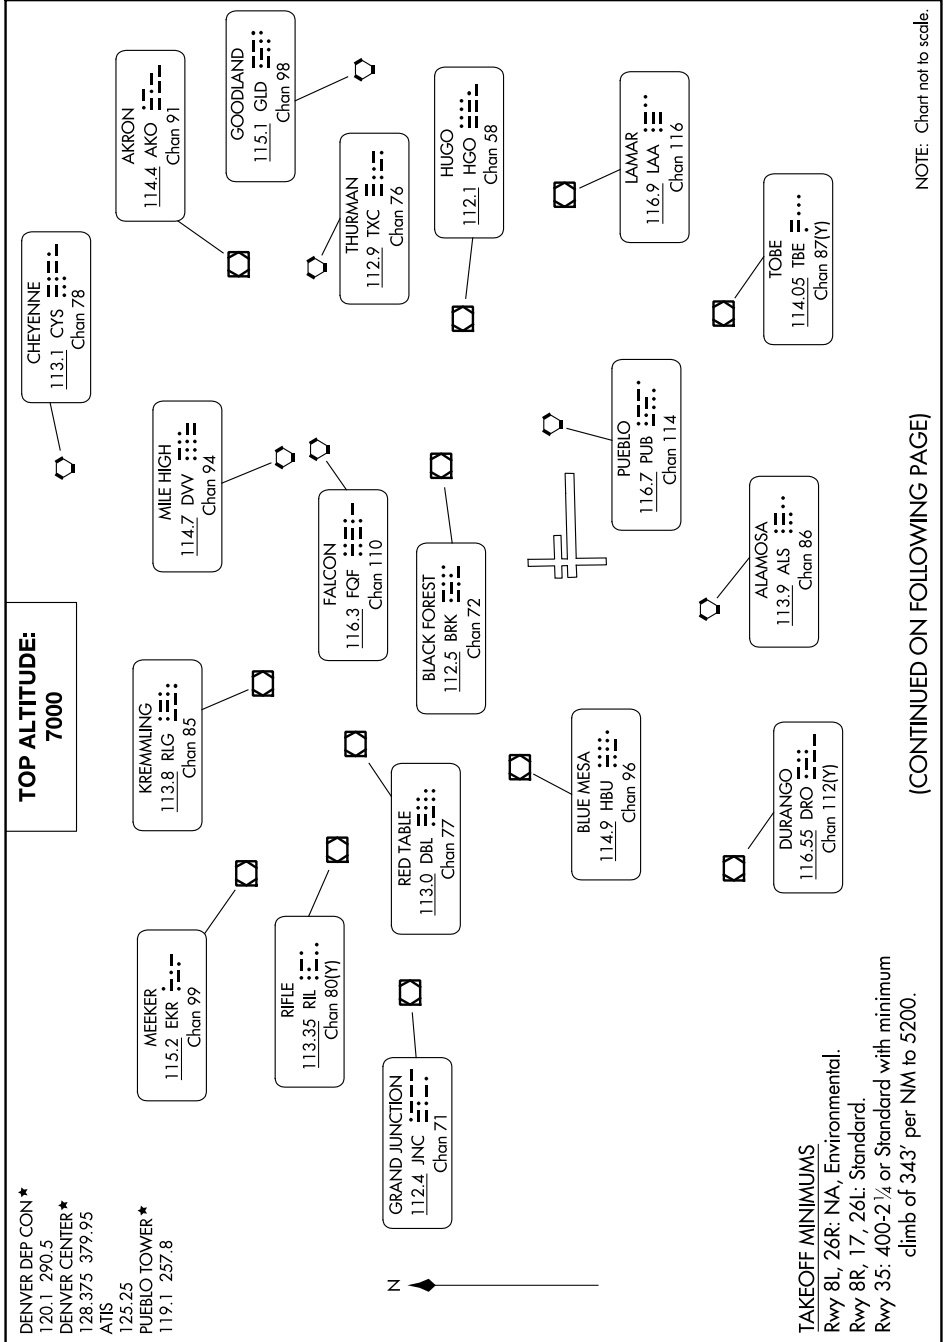 DENVER DEP CON★
120.1 290.5
DENVER CENTER★
128.375 379.95
ATIS
125.25
PUEBLO TOWER★
119.1 257.8
TOP ALTITUDE:
7000
CHEYENNE
113.1 CYS
Chan 78
AKRON
114.4 AKO
Chan 91
GOODLAND
115.1 GLD
Chan 98
MEEKER
115.2 EKR
Chan 99
KREMMLING
113.8 RLG
Chan 85
MILE HIGH
114.7 DVV
Chan 94
THURMAN
112.9 TXC
Chan 76
RIFLE
113.35 RIL
Chan 80(Y)
FALCON
116.3 FQF
Chan 110
HUGO
112.1 HGO
Chan 58
GRAND JUNCTION
112.4 JNC
Chan 71
RED TABLE
113.0 DBL
Chan 77
BLACK FOREST
112.5 BRK
Chan 72
N
BLUE MESA
114.9 HBU
Chan 96
PUEBLO
116.7 PUB
Chan 114
LAMAR
116.9 LAA
Chan 116
DURANGO
116.55 DRO
Chan 112(Y)
ALAMOSA
113.9 ALS
Chan 86
TOBE
114.05 TBE
Chan 87(Y)
TAKEOFF MINIMUMS
Rwy 8L, 26R: NA, Environmental.
Rwy 8R, 17, 26L: Standard.
Rwy 35: 400-2¼ or Standard with minimum
climb of 343' per NM to 5200.
(CONTINUED ON FOLLOWING PAGE)
NOTE: Chart not to scale.